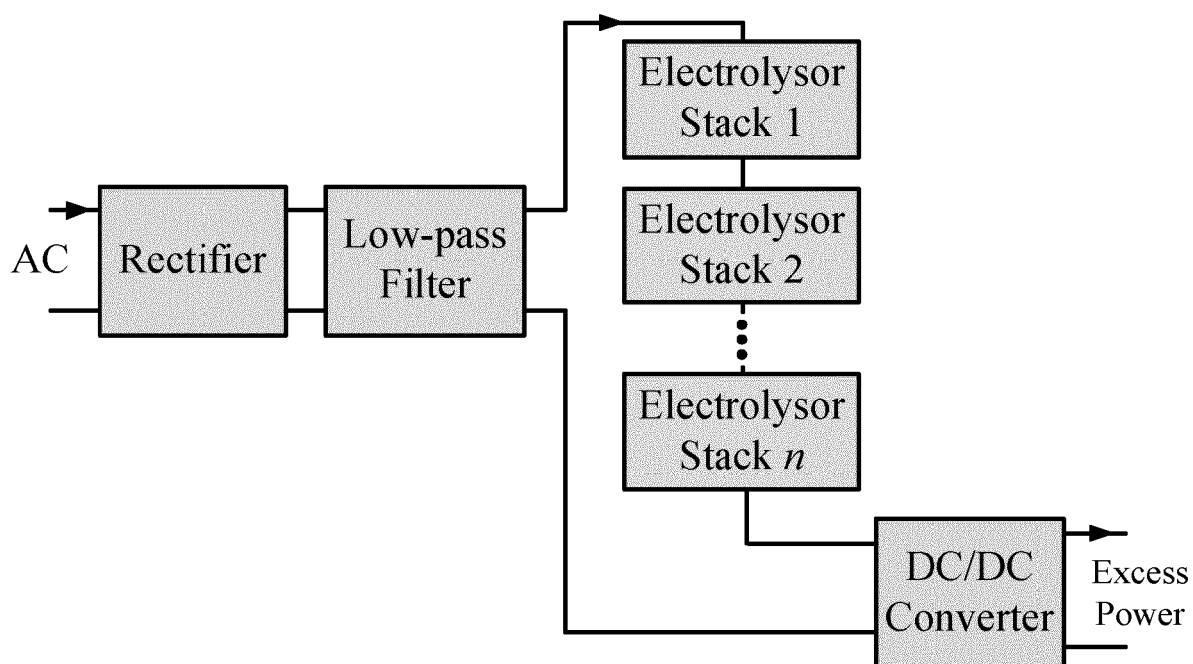 AC
Rectifier
Low-pass
Filter
Electrolysor
Stack 1
Electrolysor
Stack 2
Electrolysor
Stack n
DC/DC
Converter
Excess
Power